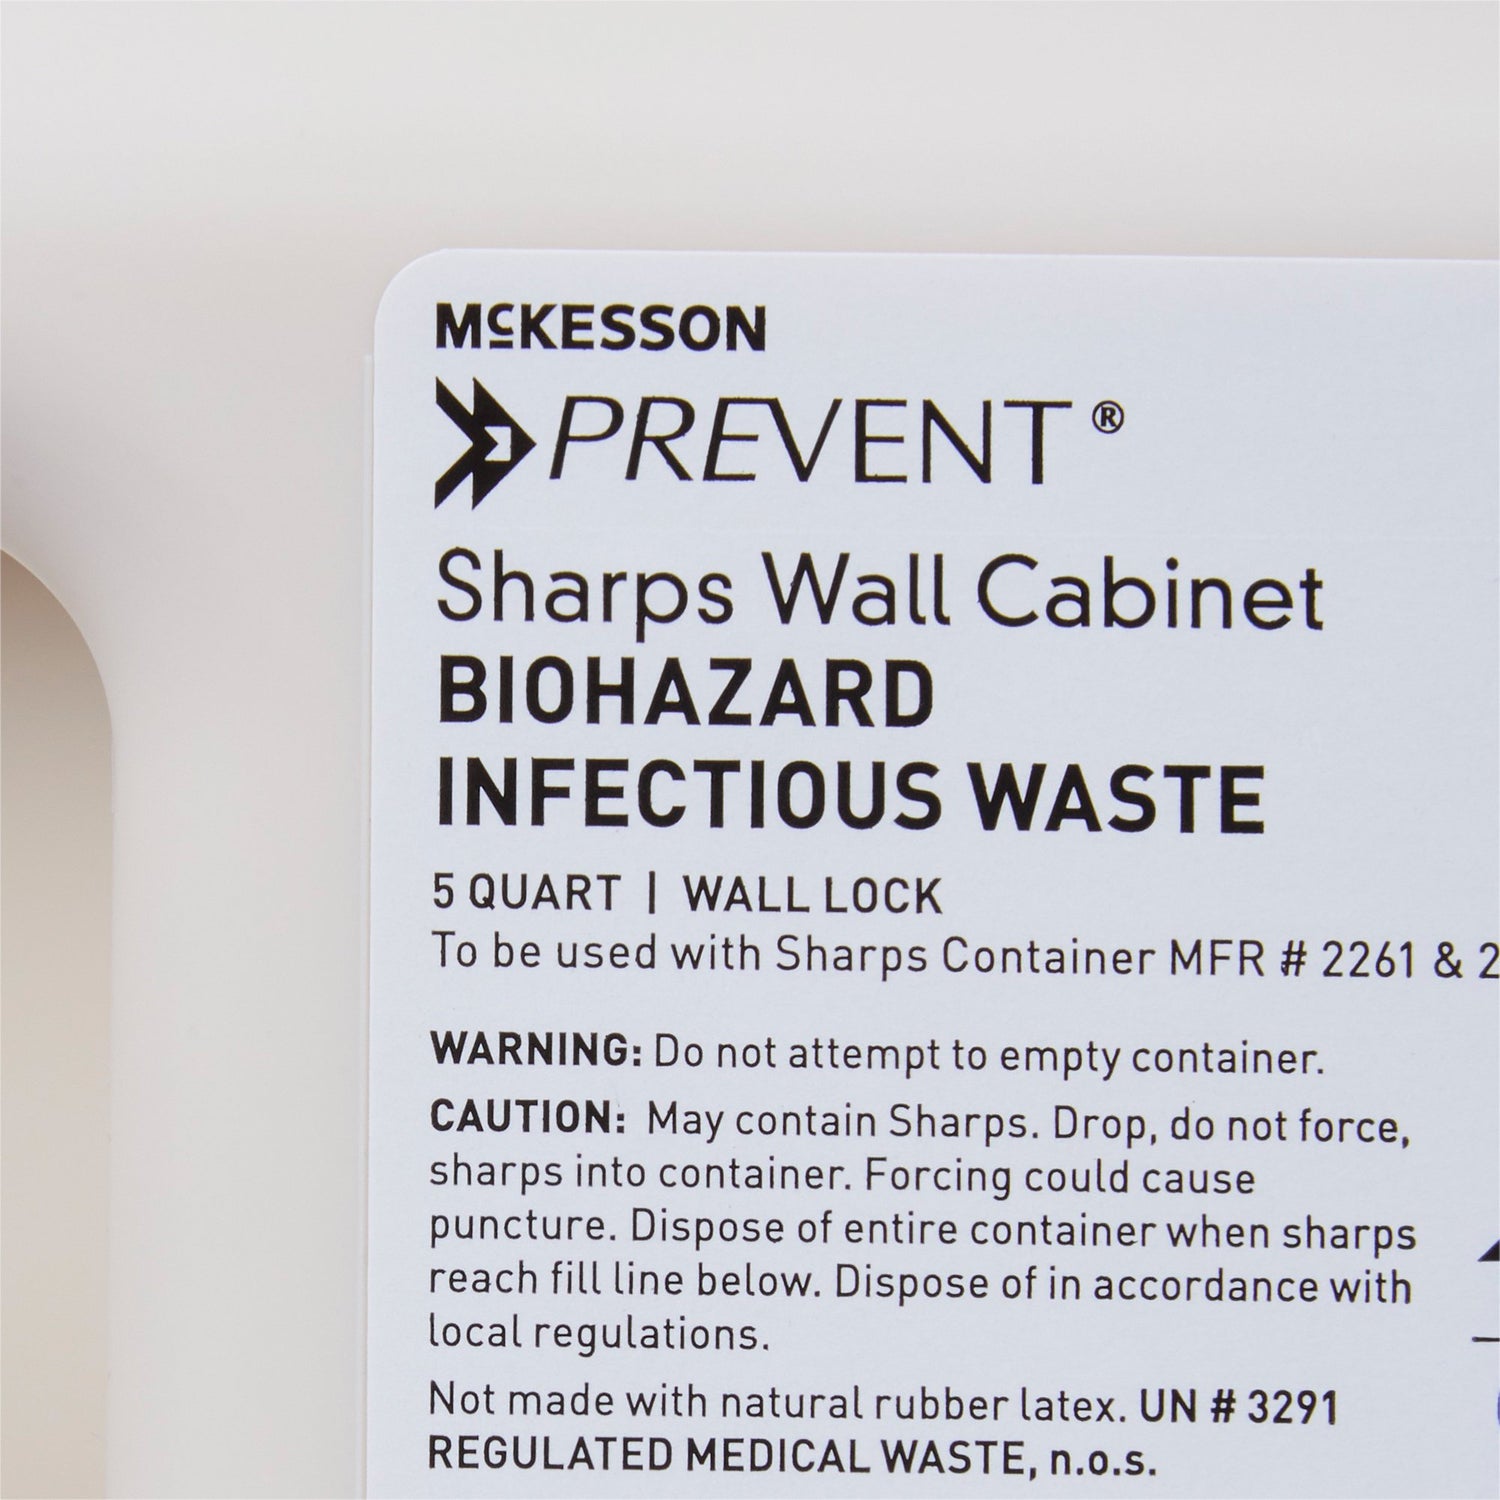 McKESSON
PREVENT®
Sharps Wall Cabinet
BIOHAZARD
INFECTIOUS WASTE
5 QUART | WALL LOCK
To be used with Sharps Container MFR # 2261 & 2
WARNING: Do not attempt to empty container.
CAUTION: May contain Sharps. Drop, do not force,
sharps into container. Forcing could cause
puncture. Dispose of entire container when sharps
reach fill line below. Dispose of in accordance with
local regulations.
Not made with natural rubber latex. UN # 3291
REGULATED MEDICAL WASTE, n.o.s.